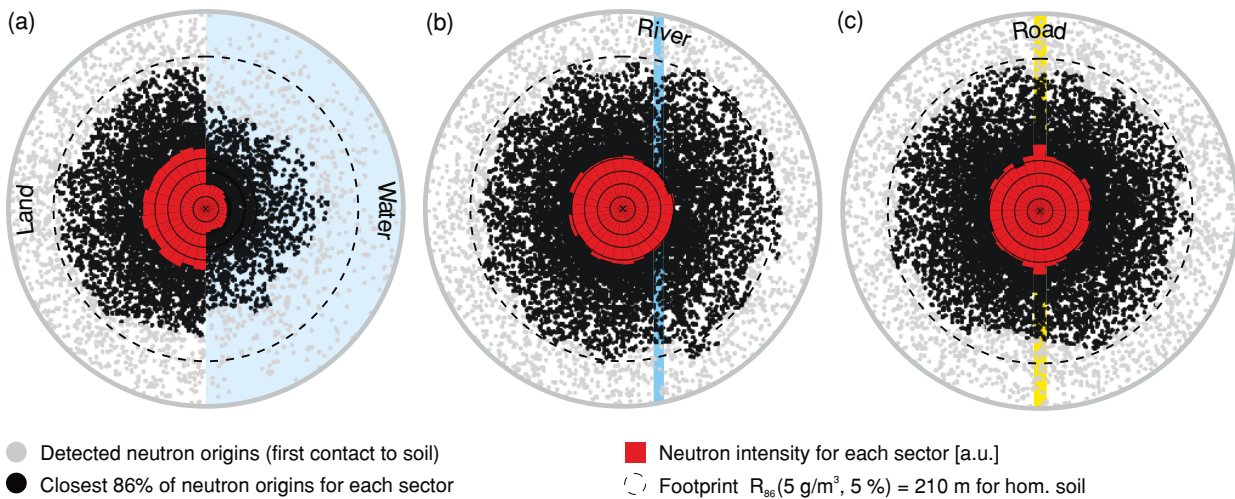 (a)
(b)
(c)
River
Road
Land
Water
Detected neutron origins (first contact to soil)
Closest 86% of neutron origins for each sector
Neutron intensity for each sector [a.u.]
Footprint R₈₆(5 g/m³, 5 %) = 210 m for hom. soil